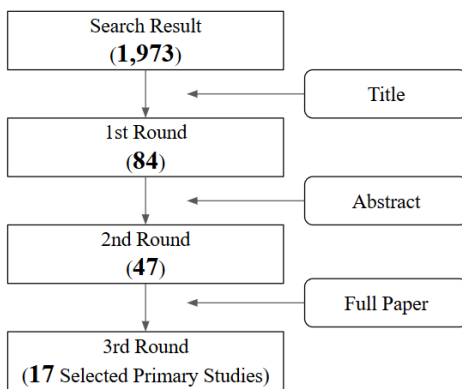 Search Result
(1,973)
Title
1st Round
(84)
Abstract
2nd Round
(47)
Full Paper
3rd Round
(17 Selected Primary Studies)